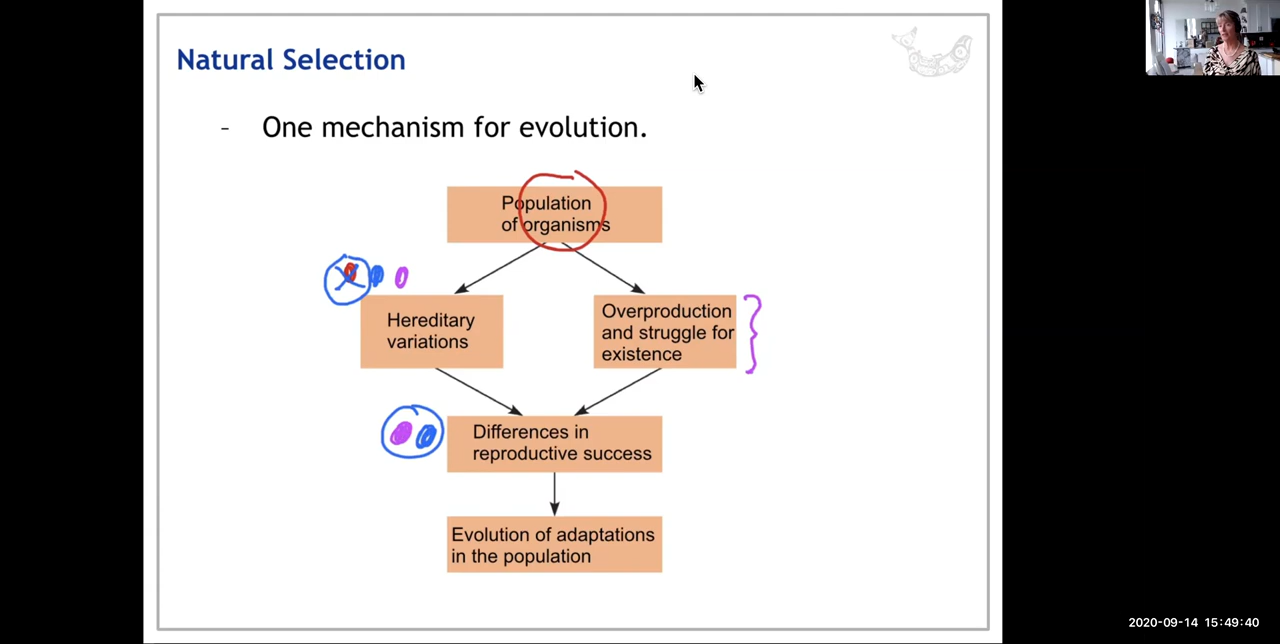 Natural Selection
- One mechanism for evolution.
Population
of organisms
Hereditary
variations
Overproduction
and struggle for
existence
Differences in
reproductive success
Evolution of adaptations
in the population
2020-09-14 15:49:40